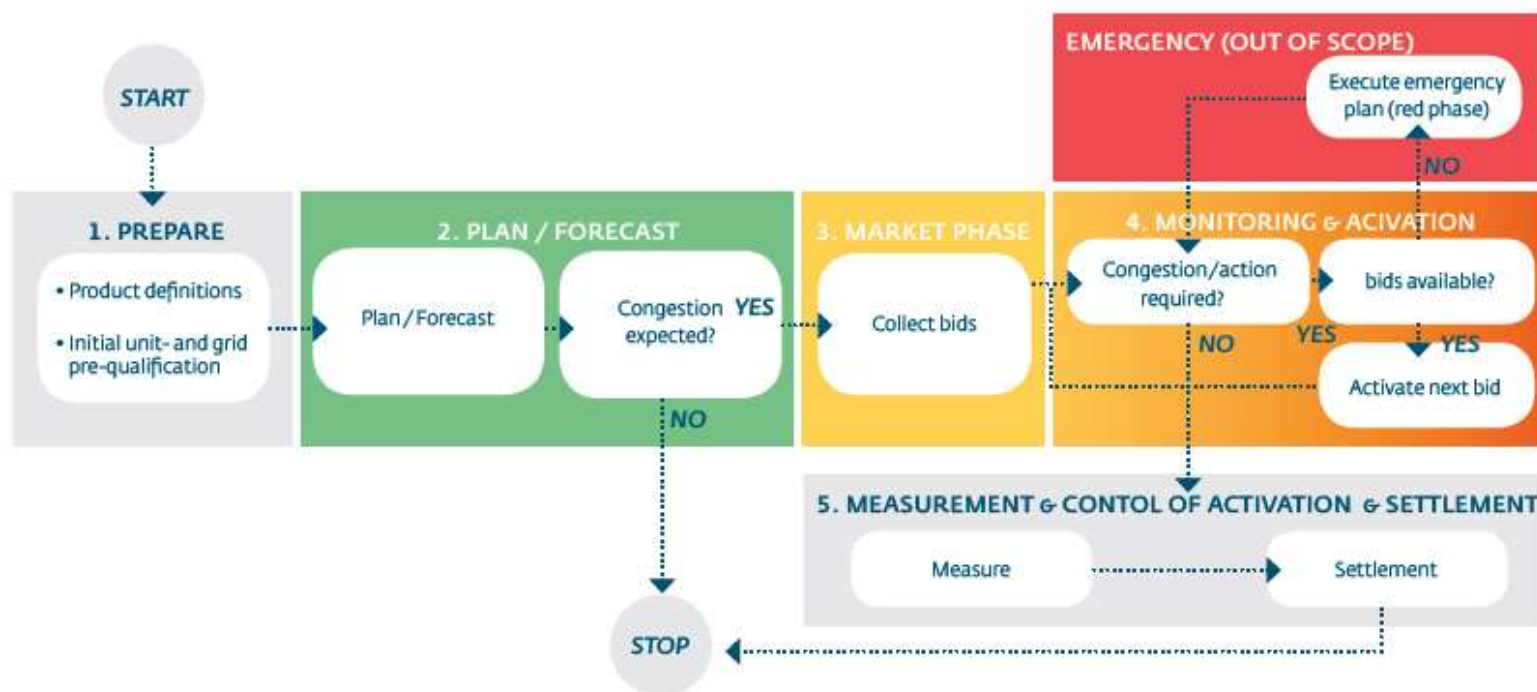 EMERGENCY (OUT OF SCOPE)
Execute emergency
plan (red phase)
START
NO
1. PREPARE
2. PLAN / FORECAST
3. MARKET PHASE
4. MONITORING & ACIVATION
• Product definitions
• Initial unit- and grid
pre-qualification
Plan / Forecast
Congestion
expected?
YES
NO
Collect bids
Congestion/action
required?
YES
NO
bids available?
YES
Activate next bid
5. MEASUREMENT & CONTOL OF ACTIVATION & SETTLEMENT
Measure
Settlement
STOP